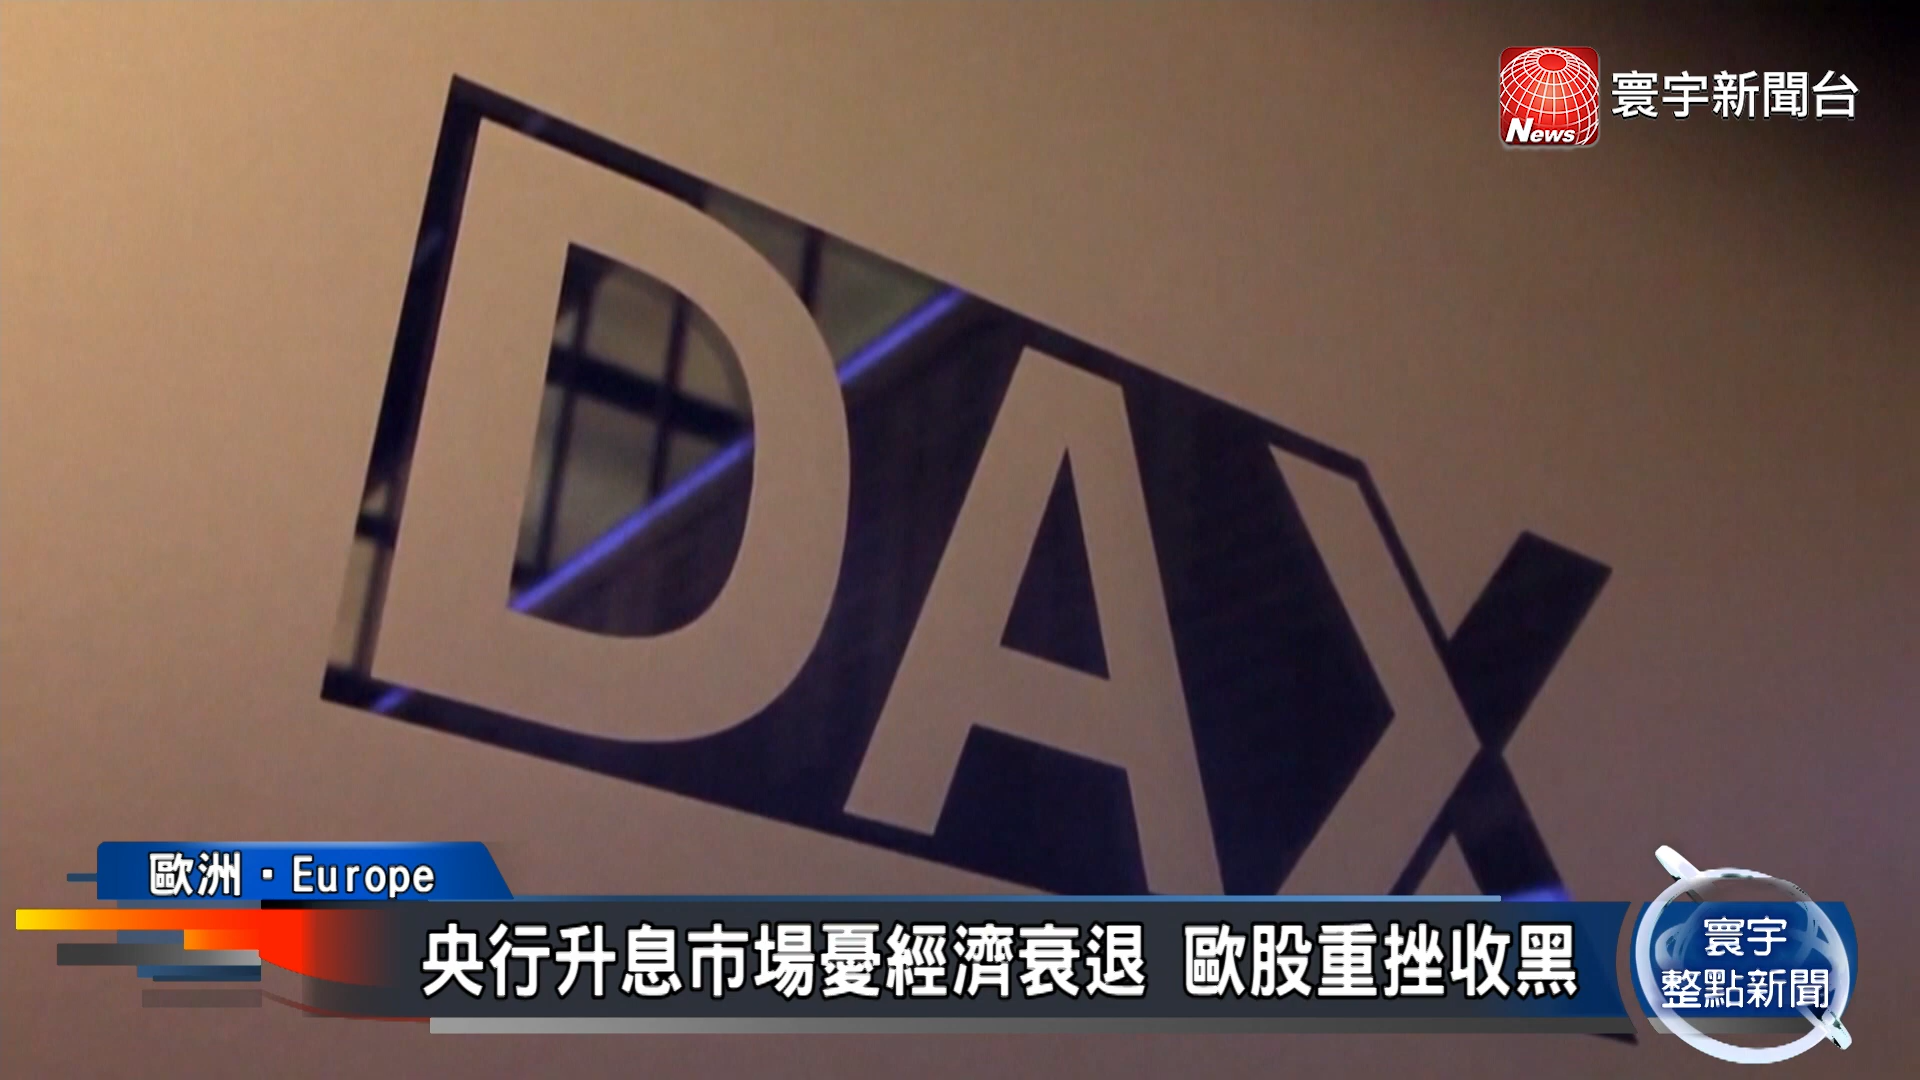 News
寰宇新聞台
DAX
歐洲・Europe
央行升息市場憂經濟衰退 歐股重挫收黑
寰宇
整點新聞